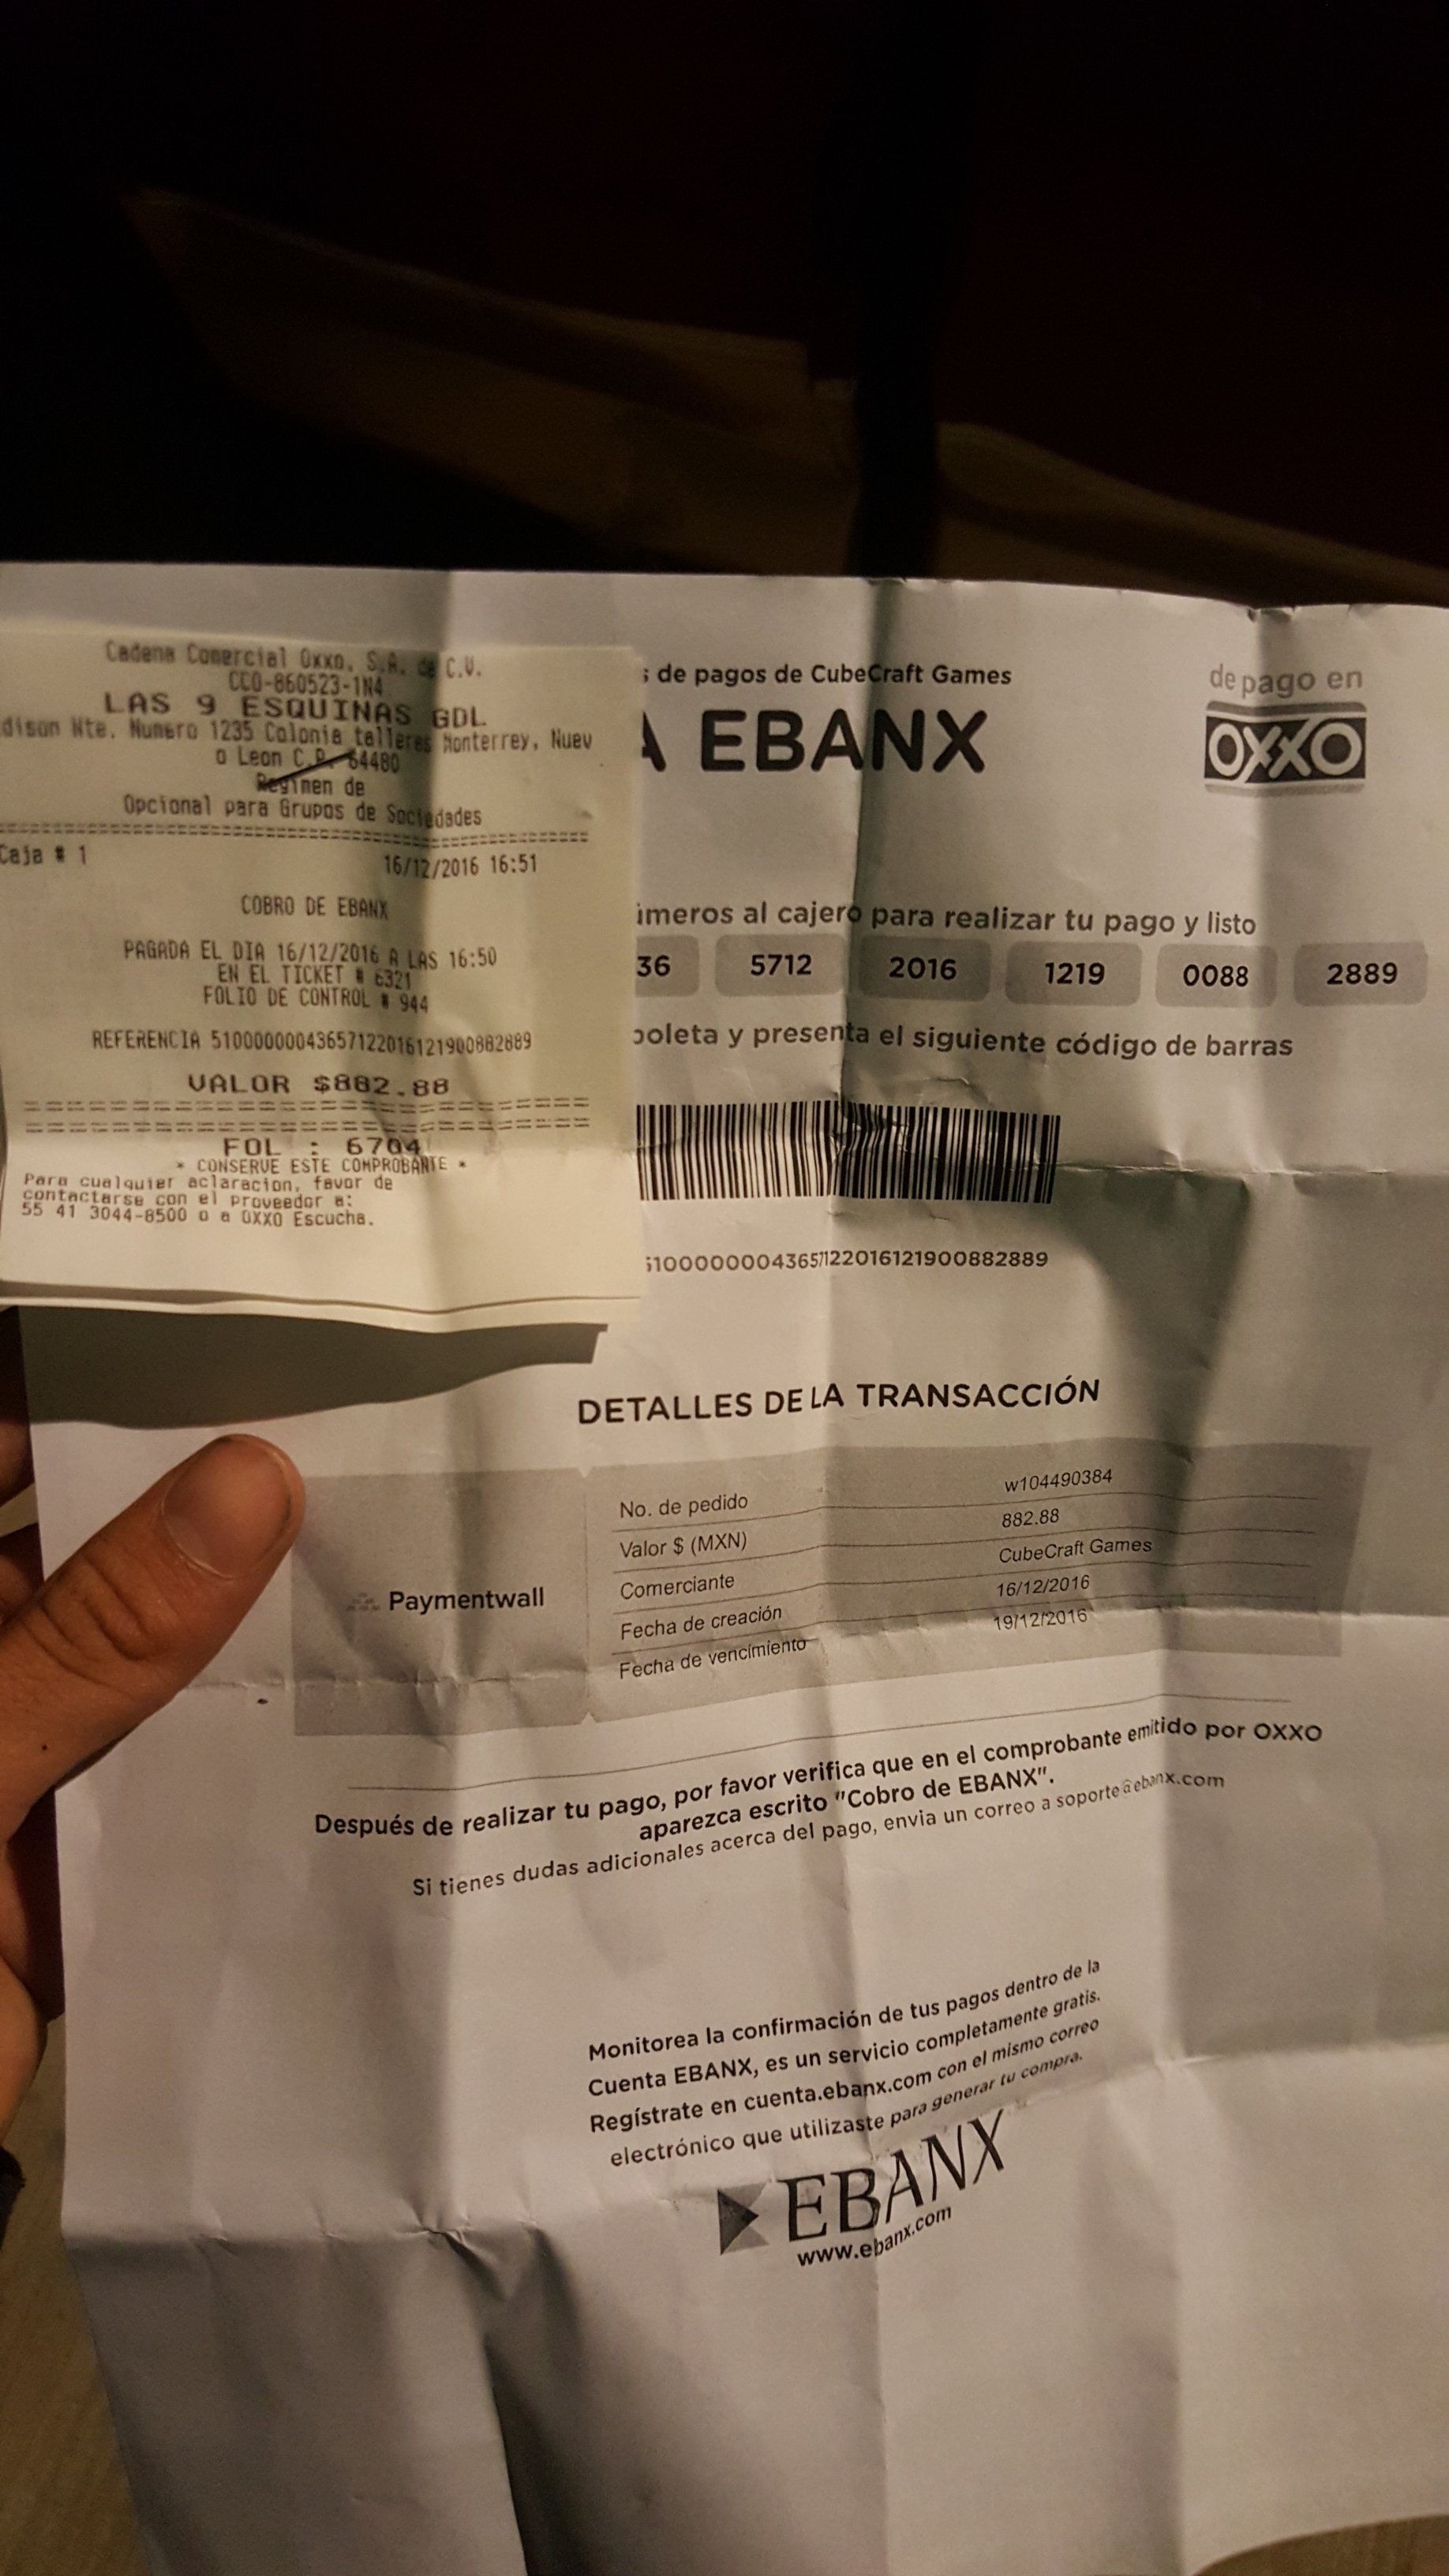 Cadena Comercial Oxxo, S.A. de C.V.
CCO-860523-1N4
LAS 9 ESQUINAS GDL
dison Nte. Numero 1235 Colonia talleres Monterrey, Nuev
o Leon C.P. 64480
Regimen de
Opcional para Grupos de Sociedades
Caja # 1
16/12/2016 16:51
COBRO DE EBANX
PAGADA EL DIA 16/12/2016 A LAS 16:50
EN EL TICKET # 6321
FOLIO DE CONTROL # 944
REFERENCIA 5100000004365712201612190088​2889
VALOR $882.88
FOL : 6704
* CONSERVE ESTE COMPROBANTE *
Para cualquier aclaracion, favor de
contactarse con el proveedor a:
55 41 3044-8500 o a OXXO Escucha.
s de pagos de CubeCraft Games
A EBANX
de pago en
OXXO
úmeros al cajero para realizar tu pago y listo
36 5712 2016 1219 0088 2889
boleta y presenta el siguiente código de barras
51000000043657122016121900882889
DETALLES DE LA TRANSACCIÓN
Paymentwall
No. de pedido w104490384
Valor $ (MXN) 882.88
Comerciante CubeCraft Games
Fecha de creación 16/12/2016
Fecha de vencimiento 19/12/2016
Después de realizar tu pago, por favor verifica que en el comprobante emitido por OXXO
aparezca escrito "Cobro de EBANX".
Si tienes dudas adicionales acerca del pago, envia un correo a soporte@ebanx.com
Monitorea la confirmación de tus pagos dentro de la
Cuenta EBANX, es un servicio completamente gratis.
Regístrate en cuenta.ebanx.com con el mismo correo
electrónico que utilizaste para generar tu compra.
EBANX
www.ebanx.com